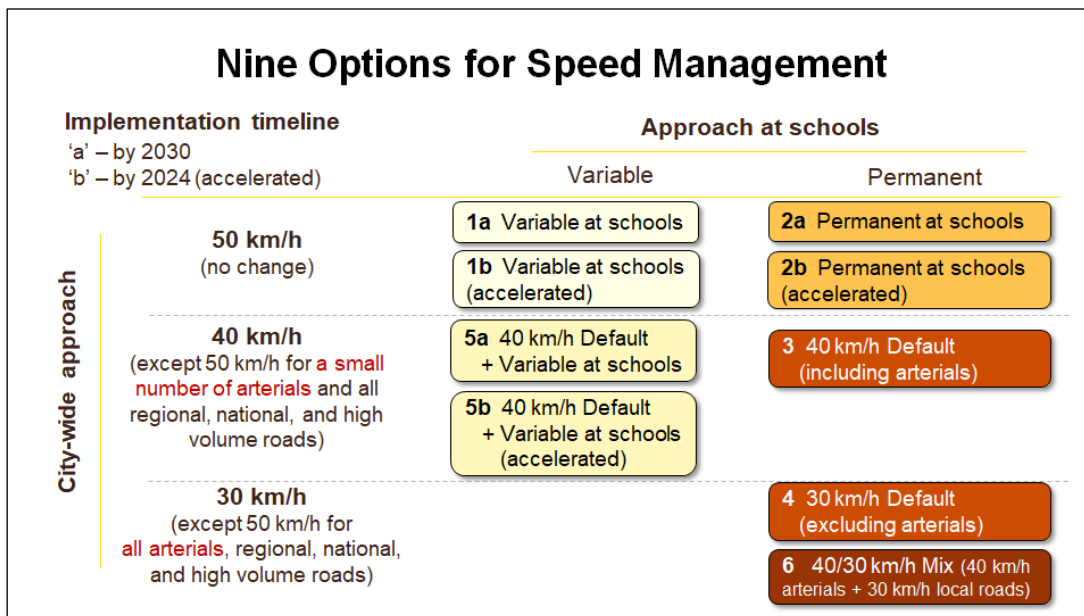 Nine Options for Speed Management
Implementation timeline
'a' – by 2030
'b' – by 2024 (accelerated)
Approach at schools
Variable
Permanent
City-wide approach
50 km/h
(no change)
1a Variable at schools
1b Variable at schools
(accelerated)
2a Permanent at schools
2b Permanent at schools
(accelerated)
40 km/h
(except 50 km/h for a small
number of arterials and all
regional, national, and high
volume roads)
5a 40 km/h Default
+ Variable at schools
5b 40 km/h Default
+ Variable at schools
(accelerated)
3 40 km/h Default
(including arterials)
30 km/h
(except 50 km/h for
all arterials, regional, national,
and high volume roads)
4 30 km/h Default
(excluding arterials)
6 40/30 km/h Mix (40 km/h
arterials + 30 km/h local roads)